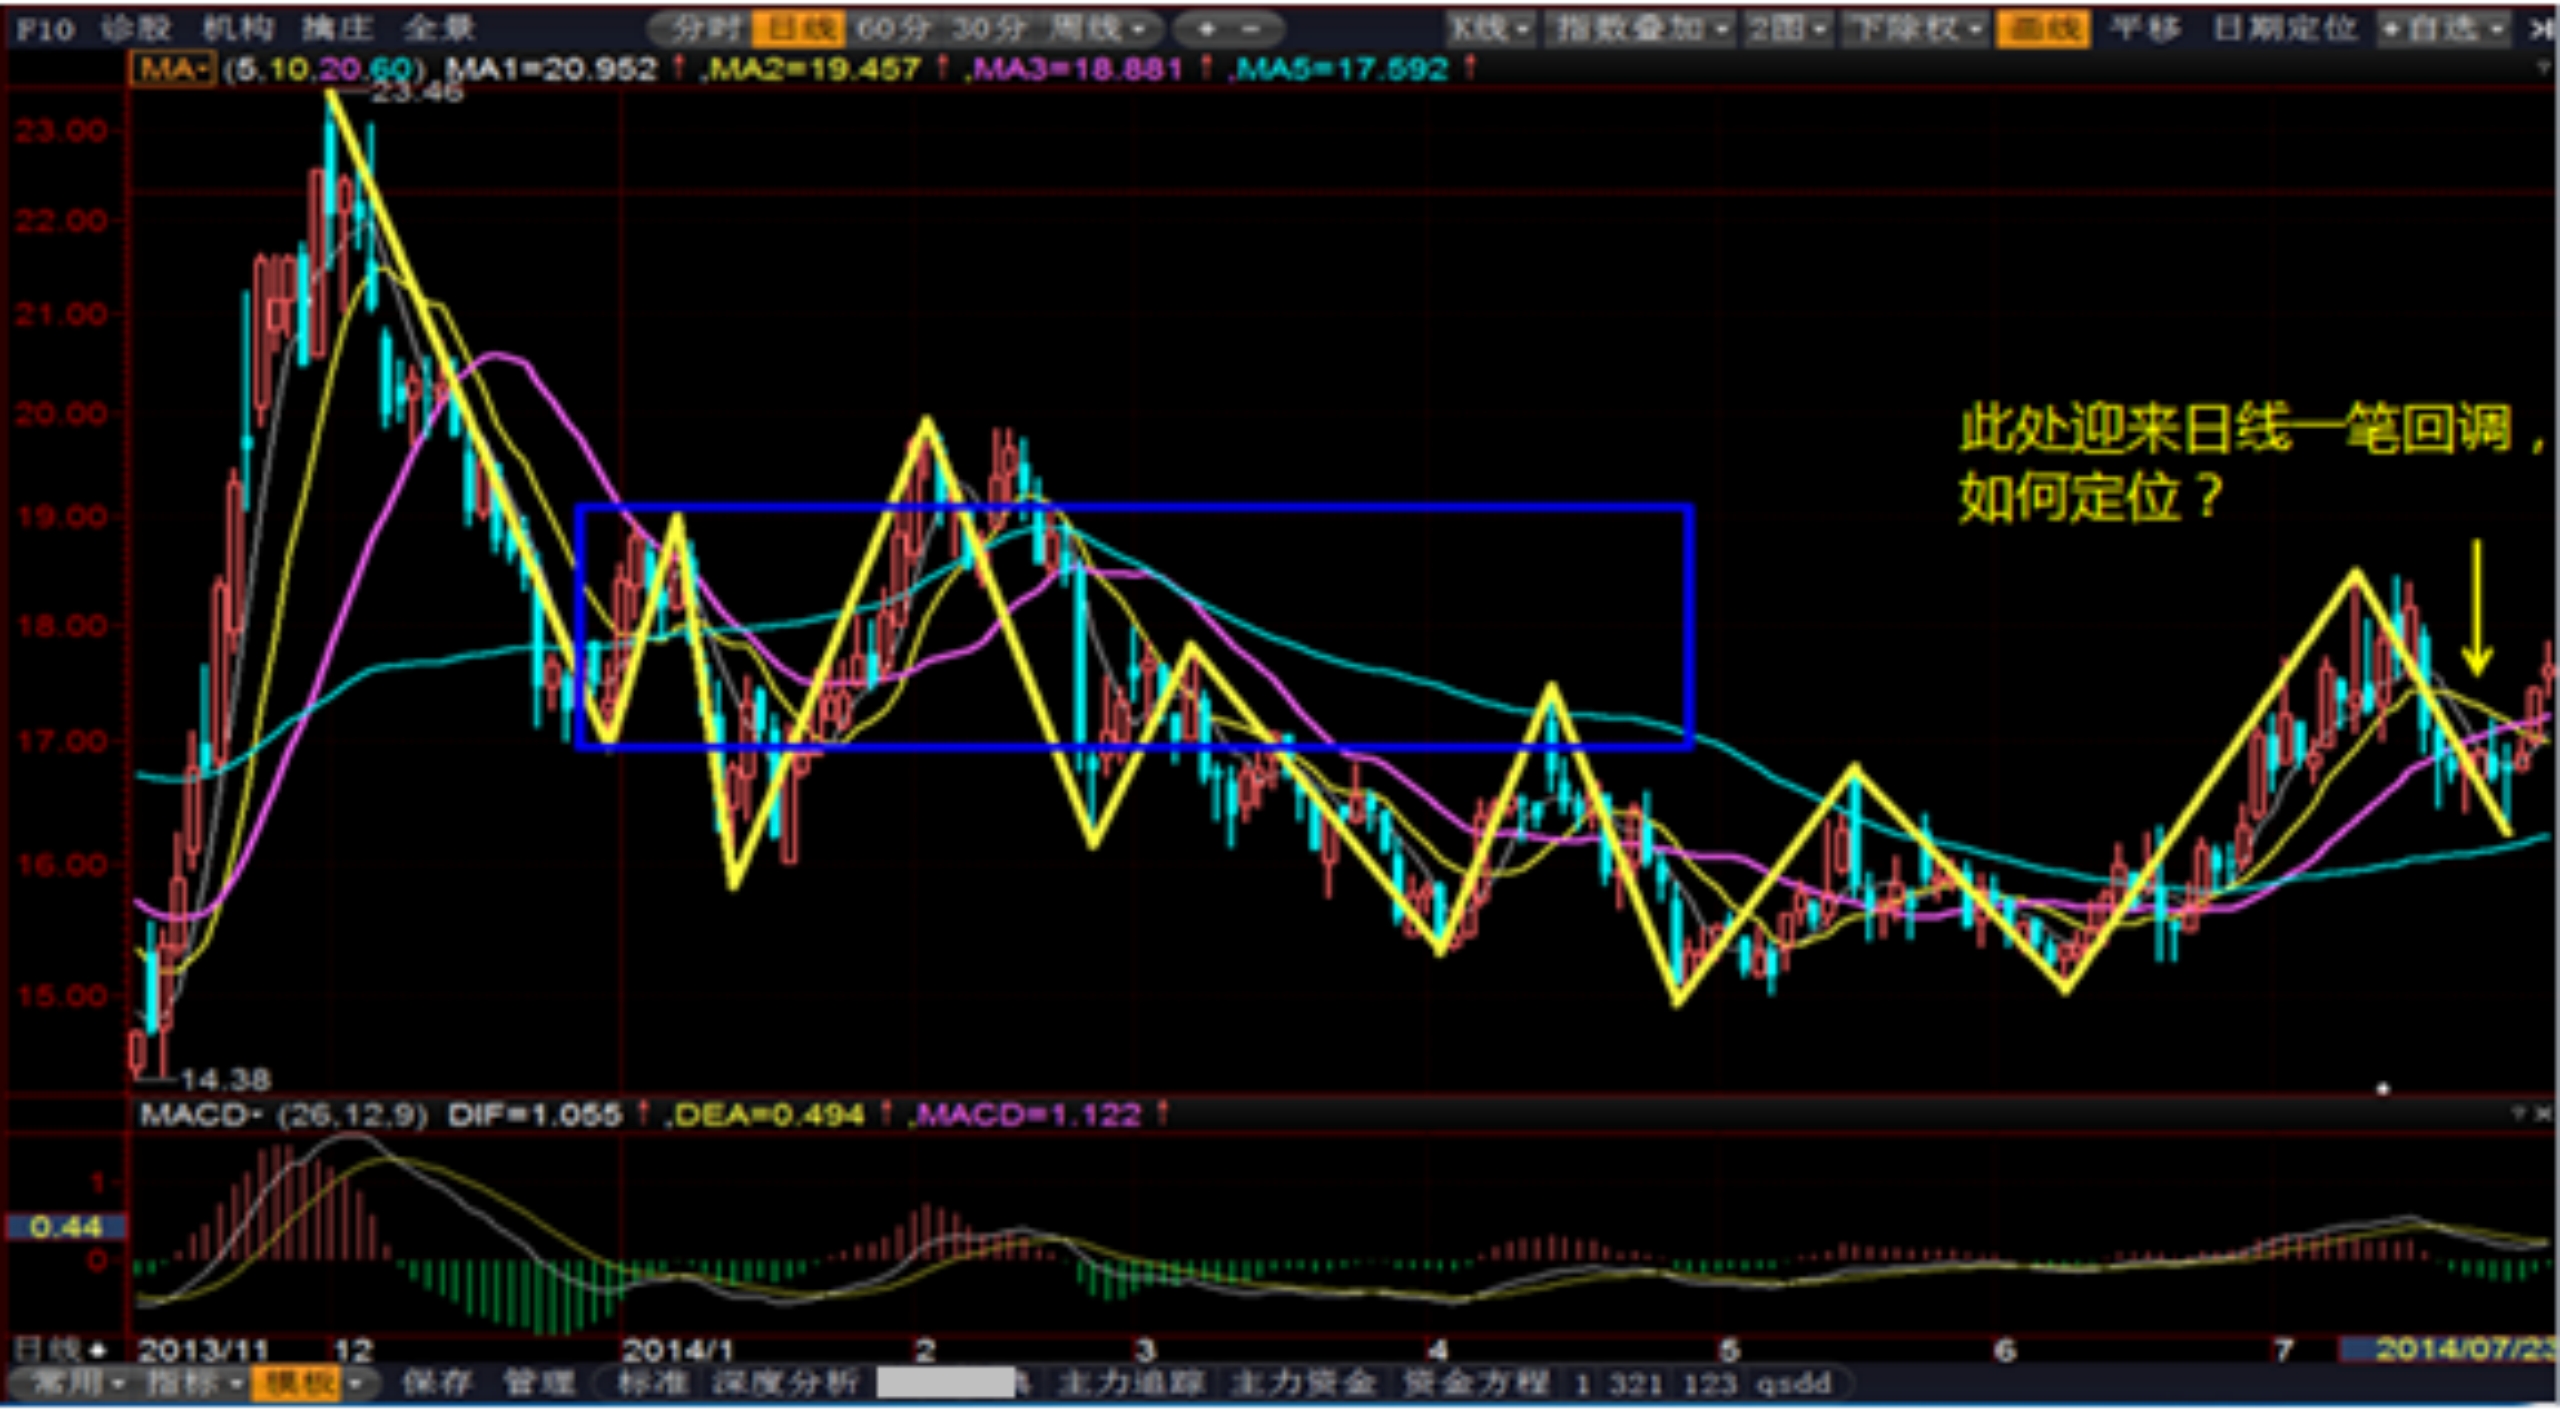 F10 诊股 机构 擒庄 全景 分时 日线 60分 30分 周线 + - K线 指数叠加 2图 下除权 画线 平移 日期定位 +自选
MA (5,10,20,60) ,MA1=20.952↑ ,MA2=19.457↑ ,MA3=18.881↑ ,MA5=17.592↑
23.46
23.00
22.00
21.00
20.00
此处迎来日线一笔回调，
如何定位？
19.00
18.00
17.00
16.00
15.00
14.38
MACD (26,12,9) DIF=1.055↑ ,DEA=0.494↑ ,MACD=1.122↑
1
0.44
0
日线 2013/11 12 2014/1 2 3 4 5 6 7 2014/07/23
常用 指标 模板 保存 管理 标准 深度分析 主力追踪 主力资金 资金方程 1 321 123 qsdd